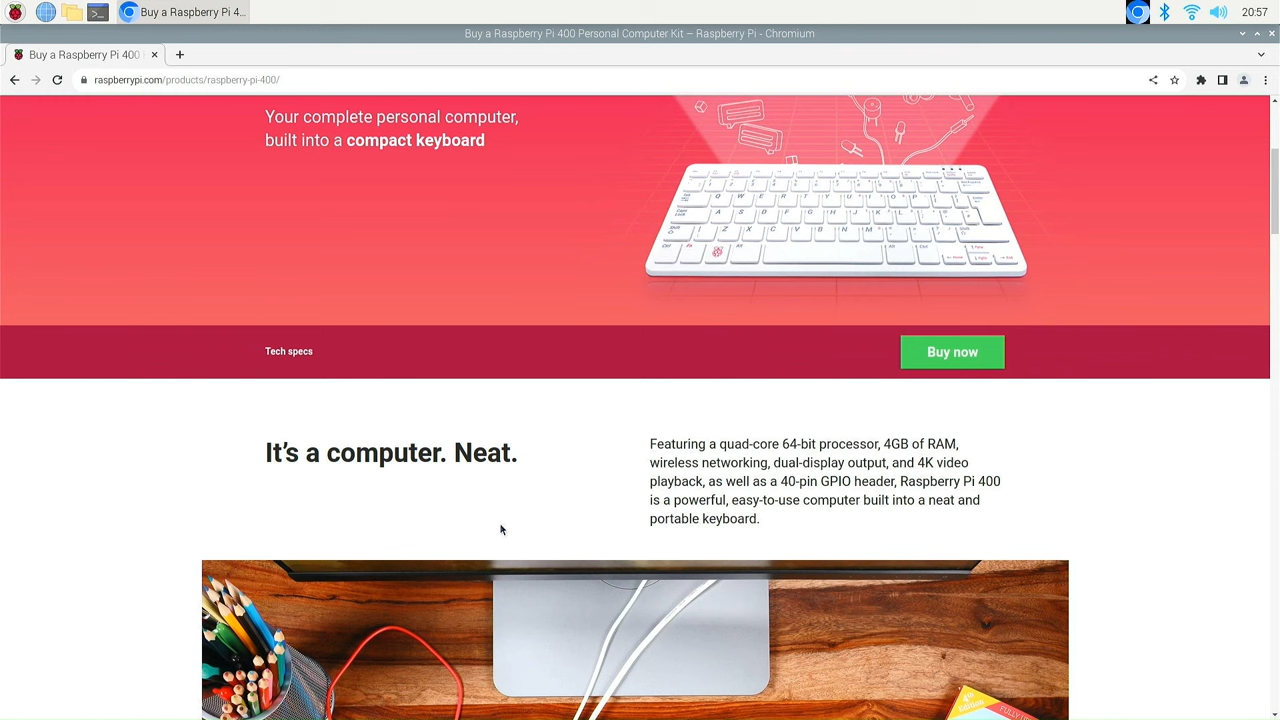 Buy a Raspberry Pi 4...
20:57
Buy a Raspberry Pi 400 Personal Computer Kit – Raspberry Pi - Chromium
Buy a Raspberry Pi 400
raspberrypi.com/products/raspberry-pi-400/
Your complete personal computer,
built into a compact keyboard
Q W E R T Y U I O P
A S D F G H J K L
Z X C V B N M
Tech specs
Buy now
It's a computer. Neat.
Featuring a quad-core 64-bit processor, 4GB of RAM,
wireless networking, dual-display output, and 4K video
playback, as well as a 40-pin GPIO header, Raspberry Pi 400
is a powerful, easy-to-use computer built into a neat and
portable keyboard.
Edition